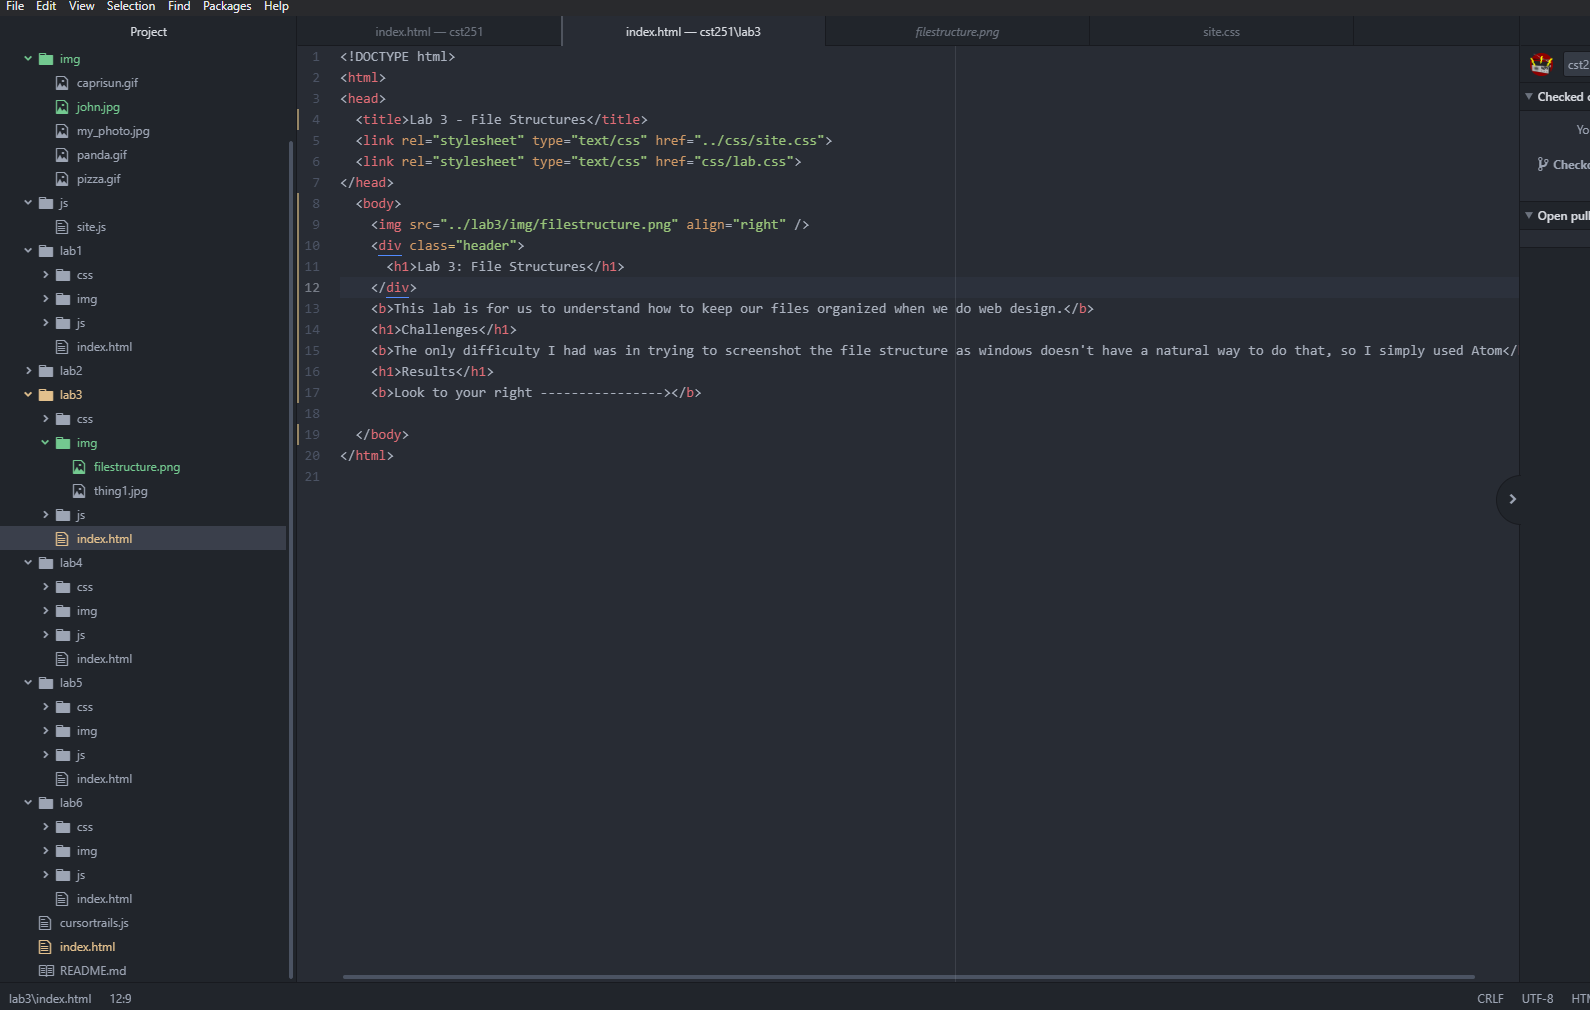 File Edit View Selection Find Packages Help
Project
img
caprisun.gif
john.jpg
my_photo.jpg
panda.gif
pizza.gif
js
site.js
lab1
css
img
js
index.html
lab2
lab3
css
img
filestructure.png
thing1.jpg
js
index.html
lab4
css
img
js
index.html
lab5
css
img
js
index.html
lab6
css
img
js
index.html
cursortrails.js
index.html
README.md
index.html — cst251
index.html — cst251\lab3
filestructure.png
site.css
1 <!DOCTYPE html>
2 <html>
3 <head>
4 <title>Lab 3 - File Structures</title>
5 <link rel="stylesheet" type="text/css" href="../css/site.css">
6 <link rel="stylesheet" type="text/css" href="css/lab.css">
7 </head>
8 <body>
9 <img src="../lab3/img/filestructure.png" align="right" />
10 <div class="header">
11 <h1>Lab 3: File Structures</h1>
12 </div>
13 <b>This lab is for us to understand how to keep our files organized when we do web design.</b>
14 <h1>Challenges</h1>
15 <b>The only difficulty I had was in trying to screenshot the file structure as windows doesn't have a natural way to do that, so I simply used Atom</
16 <h1>Results</h1>
17 <b>Look to your right ----------------></b>
18
19 </body>
20 </html>
21
cst2
Checked o
Yo
Checko
Open pull
lab3\index.html 12:9
CRLF UTF-8 HTM